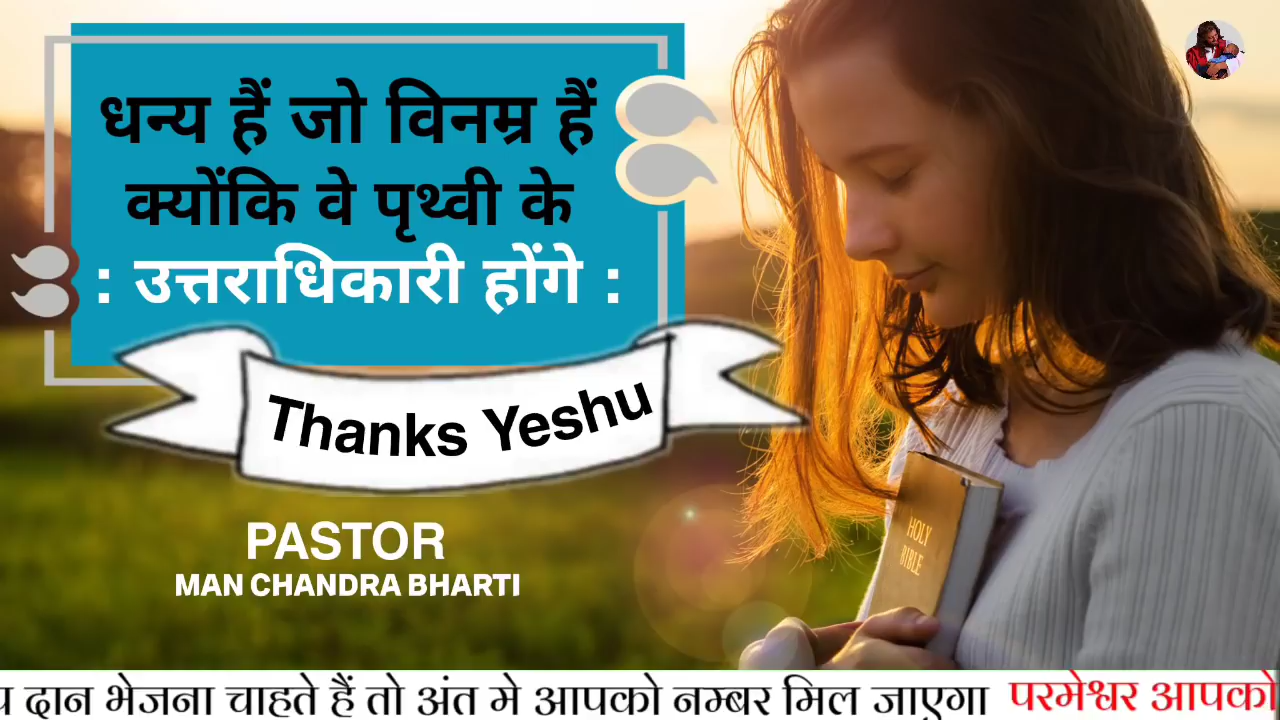 धन्य हैं जो विनम्र हैं
क्योंकि वे पृथ्वी के
: उत्तराधिकारी होंगे :
Thanks Yeshu
PASTOR
MAN CHANDRA BHARTI
HOLY
BIBLE
दान भेजना चाहते हैं तो अंत मे आपको नम्बर मिल जाएगा परमेश्वर आपको